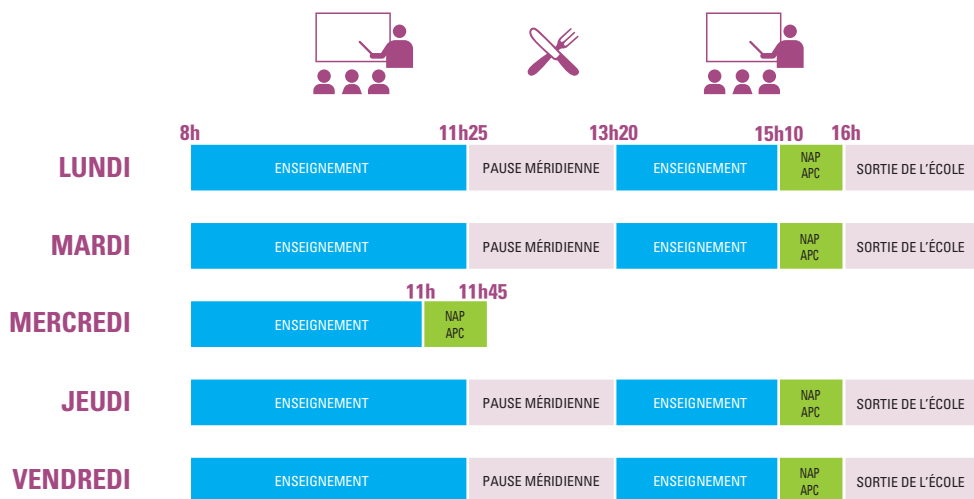 8h 11h25 13h20 15h10 16h
LUNDI ENSEIGNEMENT PAUSE MÉRIDIENNE ENSEIGNEMENT NAP APC SORTIE DE L’ÉCOLE
MARDI ENSEIGNEMENT PAUSE MÉRIDIENNE ENSEIGNEMENT NAP APC SORTIE DE L’ÉCOLE
11h 11h45
MERCREDI ENSEIGNEMENT NAP APC
JEUDI ENSEIGNEMENT PAUSE MÉRIDIENNE ENSEIGNEMENT NAP APC SORTIE DE L’ÉCOLE
VENDREDI ENSEIGNEMENT PAUSE MÉRIDIENNE ENSEIGNEMENT NAP APC SORTIE DE L’ÉCOLE